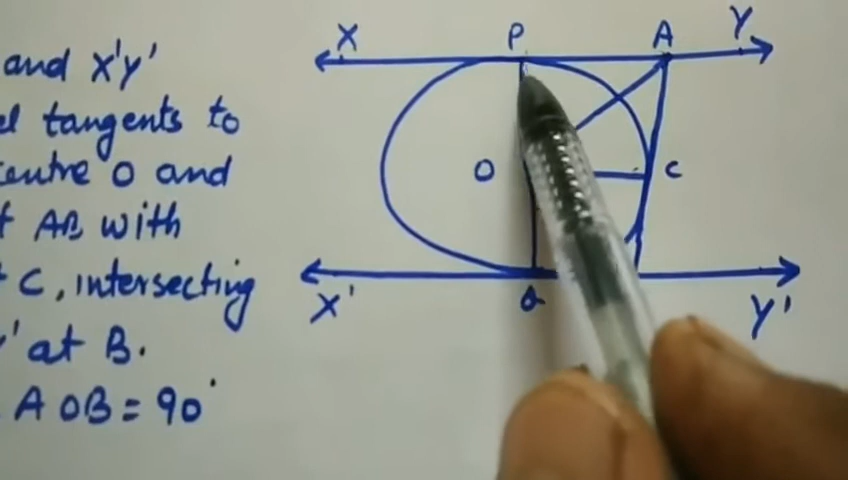 and X'Y'
tangents to
centre O and
AB with
C, intersecting
at B.
AOB = 90°
X P A Y
O C
X' Q Y'